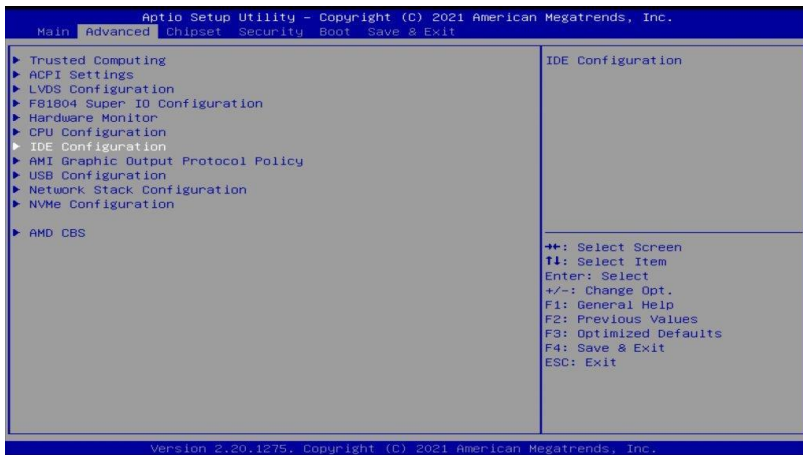 Aptio Setup Utility – Copyright (C) 2021 American Megatrends, Inc.
Main Advanced Chipset Security Boot Save & Exit
► Trusted Computing
► ACPI Settings
► LVDS Configuration
► F81804 Super IO Configuration
► Hardware Monitor
► CPU Configuration
► IDE Configuration
► AMI Graphic Output Protocol Policy
► USB Configuration
► Network Stack Configuration
► NVMe Configuration
► AMD CBS
IDE Configuration
→←: Select Screen
↑↓: Select Item
Enter: Select
+/-: Change Opt.
F1: General Help
F2: Previous Values
F3: Optimized Defaults
F4: Save & Exit
ESC: Exit
Version 2.20.1275. Copyright (C) 2021 American Megatrends, Inc.